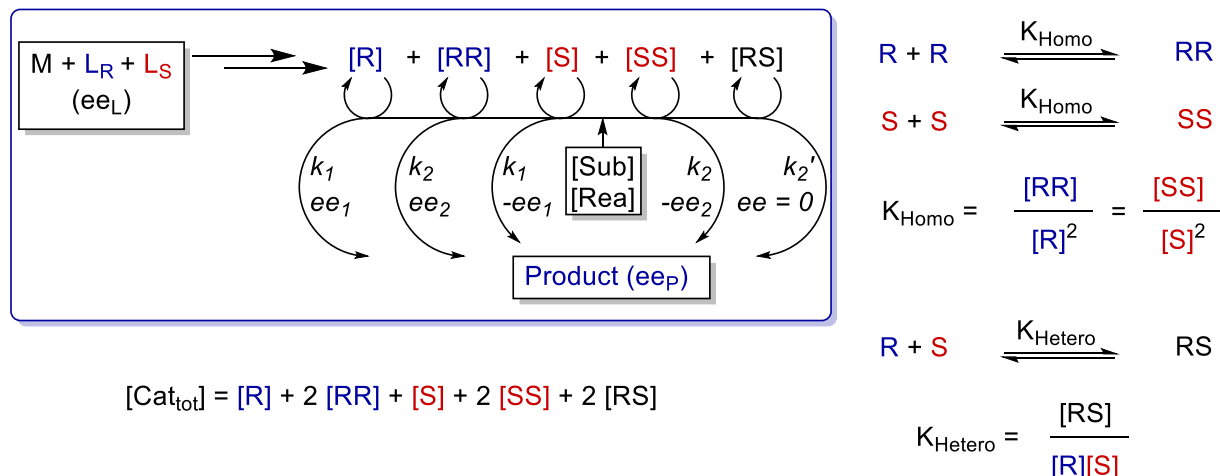 M + L_R + L_S
(ee_L)
[R] + [RR] + [S] + [SS] + [RS]
k_1 k_2 k_1 [Sub] k_2 k_2'
ee_1 ee_2 -ee_1 [Rea] -ee_2 ee = 0
Product (ee_P)
[Cat_tot] = [R] + 2 [RR] + [S] + 2 [SS] + 2 [RS]
K_Homo
R + R RR
K_Homo
S + S SS
K_Homo = [RR] / [R]^2 = [SS] / [S]^2
K_Hetero
R + S RS
K_Hetero = [RS] / [R][S]